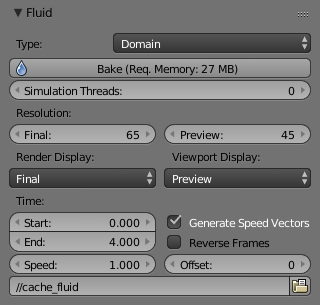 Fluid
Type: Domain
Bake (Req. Memory: 27 MB)
Simulation Threads: 0
Resolution:
Final: 65 Preview: 45
Render Display: Viewport Display:
Final Preview
Time:
Start: 0.000 Generate Speed Vectors
End: 4.000 Reverse Frames
Speed: 1.000 Offset: 0
//cache_fluid